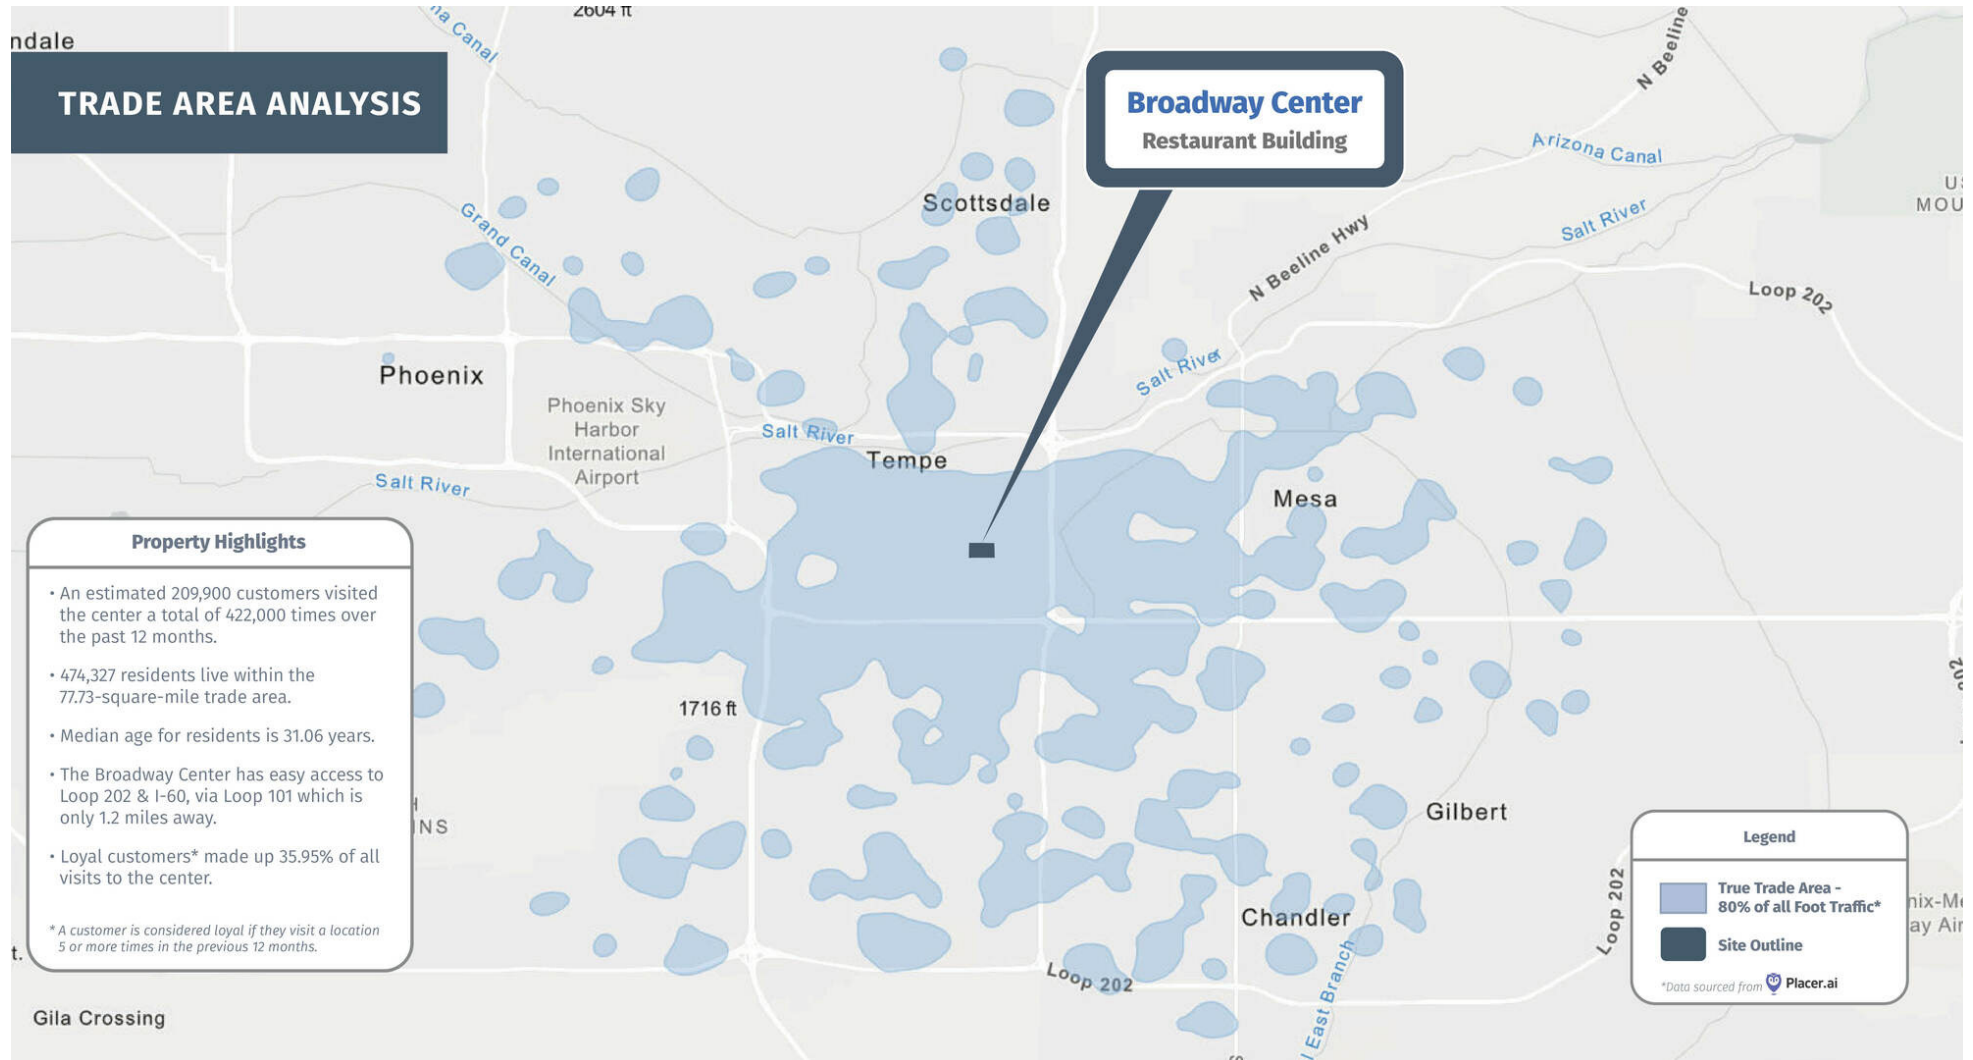 2604 ft
ndale
na Canal
TRADE AREA ANALYSIS
Broadway Center
Restaurant Building
N Beeline
Arizona Canal
Scottsdale
Grand Canal
N Beeline Hwy
Salt River
Loop 202
Phoenix
Salt River
Phoenix Sky
Harbor
International
Airport
Salt River
Tempe
Salt River
Mesa
Property Highlights
• An estimated 209,900 customers visited
the center a total of 422,000 times over
the past 12 months.
• 474,327 residents live within the
77.73-square-mile trade area.
• Median age for residents is 31.06 years.
• The Broadway Center has easy access to
Loop 202 & I-60, via Loop 101 which is
only 1.2 miles away.
• Loyal customers* made up 35.95% of all
visits to the center.
* A customer is considered loyal if they visit a location
5 or more times in the previous 12 months.
1716 ft
INS
202
Gilbert
Chandler
Loop 202
Loop 202
l East Branch
t.
Gila Crossing
Legend
True Trade Area -
80% of all Foot Traffic*
Site Outline
*Data sourced from Placer.ai
nix-Me
ay Air